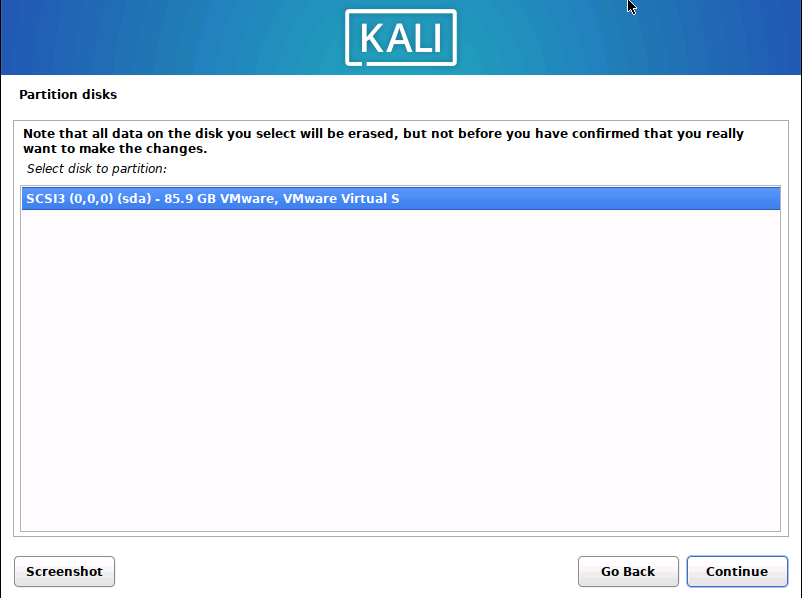 KALI
Partition disks
Note that all data on the disk you select will be erased, but not before you have confirmed that you really
want to make the changes.
Select disk to partition:
SCSI3 (0,0,0) (sda) - 85.9 GB VMware, VMware Virtual S
Screenshot
Go Back
Continue